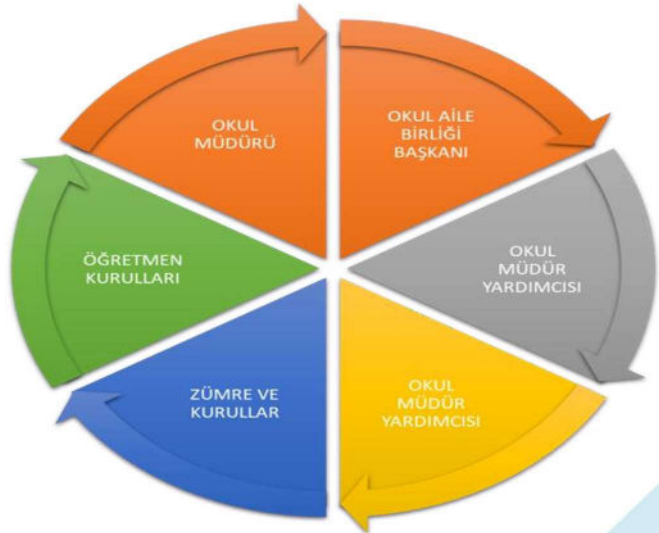 OKUL
MÜDÜRÜ
OKUL AİLE
BİRLİĞİ
BAŞKANI
OKUL
MÜDÜR
YARDIMCISI
OKUL
MÜDÜR
YARDIMCISI
ZÜMRE VE
KURULLAR
ÖĞRETMEN
KURULLARI